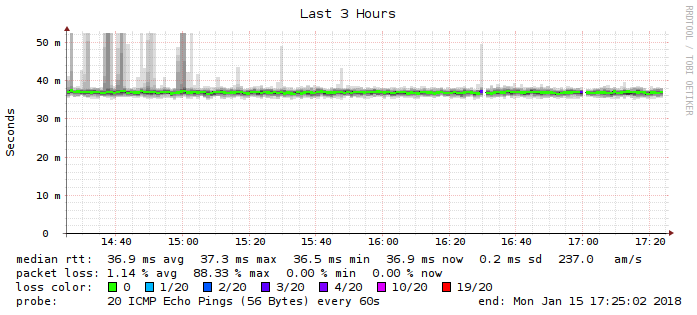 Last 3 Hours
RRDTOOL / TOBI OETIKER
Seconds
50 m
40 m
30 m
20 m
10 m
0
14:40 15:00 15:20 15:40 16:00 16:20 16:40 17:00 17:20
median rtt: 36.9 ms avg 37.3 ms max 36.5 ms min 36.9 ms now 0.2 ms sd 237.0 am/s
packet loss: 1.14 % avg 88.33 % max 0.00 % min 0.00 % now
loss color: 0 1/20 2/20 3/20 4/20 10/20 19/20
probe: 20 ICMP Echo Pings (56 Bytes) every 60s end: Mon Jan 15 17:25:02 2018